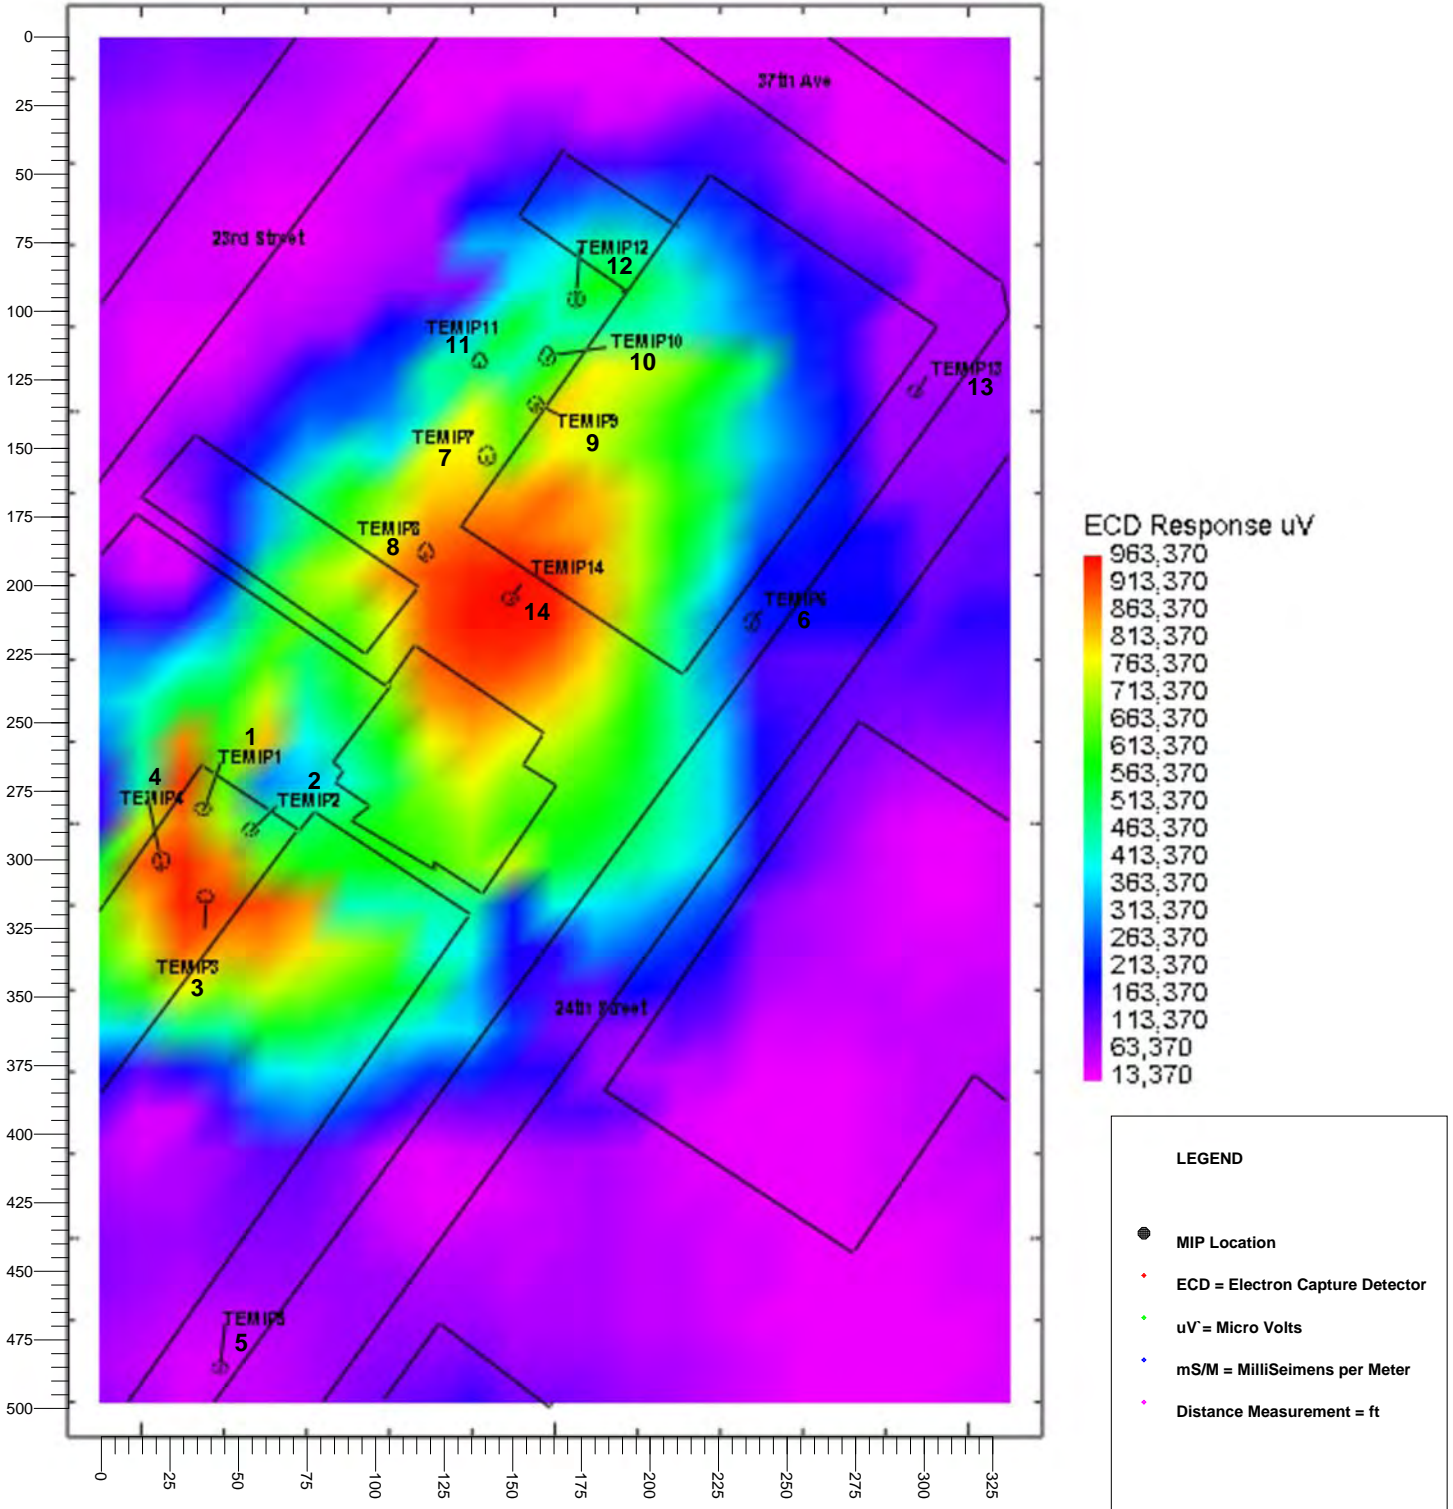 0
25
50
75
100
125
150
175
200
225
250
275
300
325
350
375
400
425
450
475
500
37th Ave
23rd Street
TEMIP12
12
TEMIP11
11
TEMIP10
10
TEMIP13
13
TEMIP9
9
TEMIP7
7
TEMIP8
8
TEMIP14
14
TEMIP6
6
1
TEMIP1
4
TEMIP4
2
TEMIP2
TEMIP3
3
24th Street
TEMIP5
5
0
25
50
75
100
125
150
175
200
225
250
275
300
325
ECD Response uV
963,370
913,370
863,370
813,370
763,370
713,370
663,370
613,370
563,370
513,370
463,370
413,370
363,370
313,370
263,370
213,370
163,370
113,370
63,370
13,370
LEGEND
MIP Location
ECD = Electron Capture Detector
uV`= Micro Volts
mS/M = MilliSeimens per Meter
Distance Measurement = ft